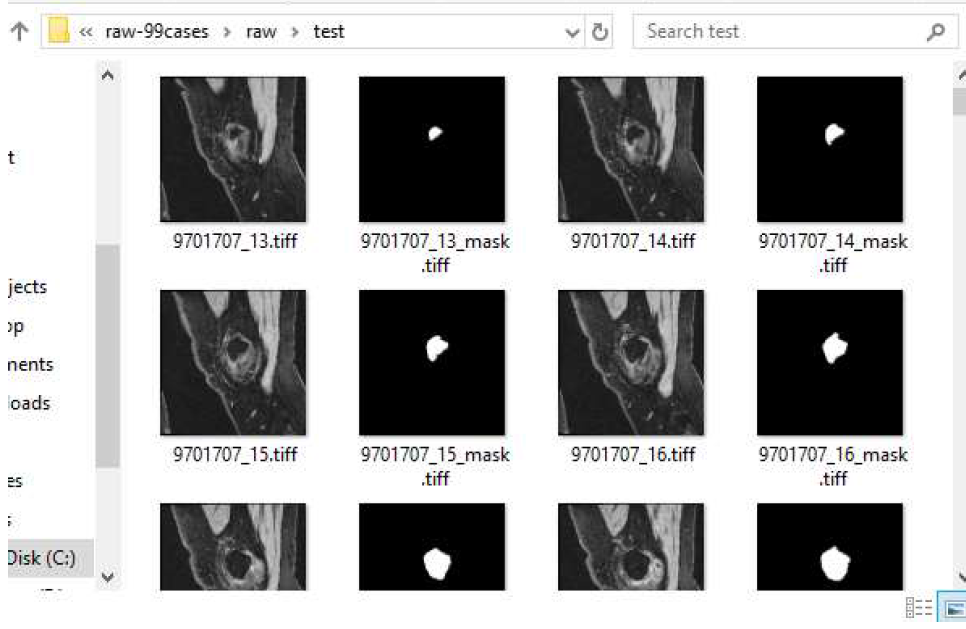 « raw-99cases > raw > test
Search test
9701707_13.tiff
9701707_13_mask
.tiff
9701707_14.tiff
9701707_14_mask
.tiff
t
jects
op
ments
loads
9701707_15.tiff
9701707_15_mask
.tiff
9701707_16.tiff
9701707_16_mask
.tiff
es
s
Disk (C:)